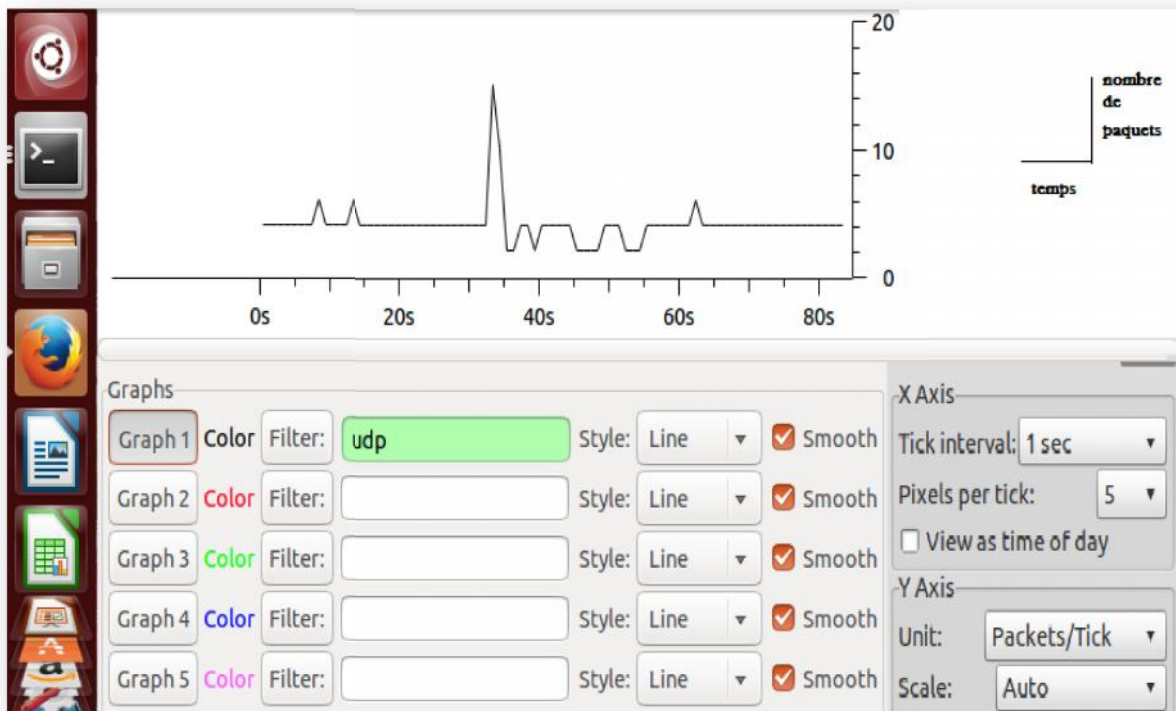 20
10
0
0s 20s 40s 60s 80s
nombre
de
paquets
temps
Graphs
Graph 1 Color Filter: udp Style: Line Smooth
Graph 2 Color Filter: Style: Line Smooth
Graph 3 Color Filter: Style: Line Smooth
Graph 4 Color Filter: Style: Line Smooth
Graph 5 Color Filter: Style: Line Smooth
X Axis
Tick interval: 1 sec
Pixels per tick: 5
View as time of day
Y Axis
Unit: Packets/Tick
Scale: Auto